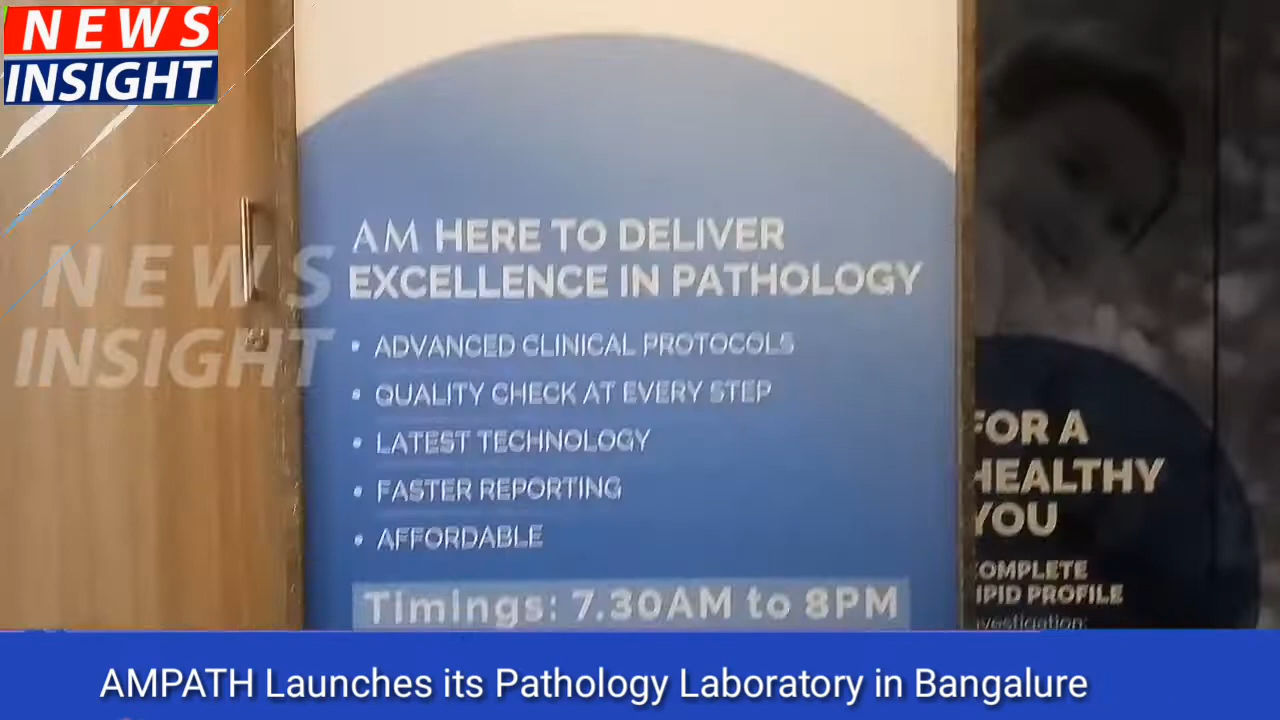 NEWS
INSIGHT
AM HERE TO DELIVER
EXCELLENCE IN PATHOLOGY
• ADVANCED CLINICAL PROTOCOLS
• QUALITY CHECK AT EVERY STEP
• LATEST TECHNOLOGY
• FASTER REPORTING
• AFFORDABLE
Timings: 7.30AM to 8PM
NEWS
INSIGHT
FOR A
HEALTHY
YOU
OMPLETE
IPID PROFILE
vestigation:
AMPATH Launches its Pathology Laboratory in Bangalure